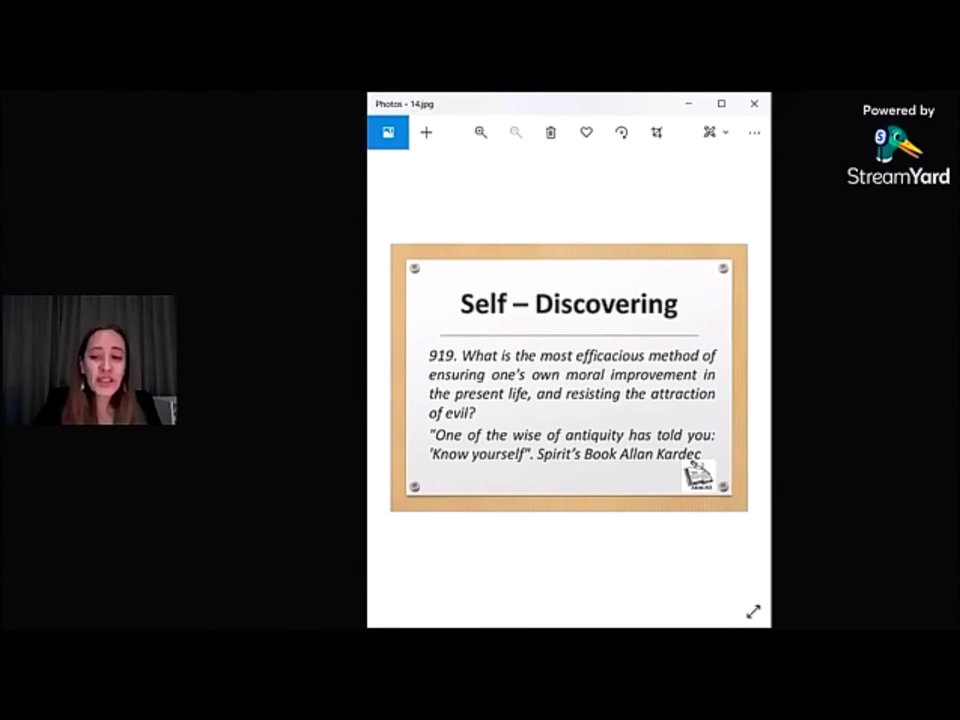 Photos - 14.jpg
Powered by
StreamYard
Self – Discovering
919. What is the most efficacious method of
ensuring one's own moral improvement in
the present life, and resisting the attraction
of evil?
"One of the wise of antiquity has told you:
'Know yourself". Spirit's Book Allan Kardec